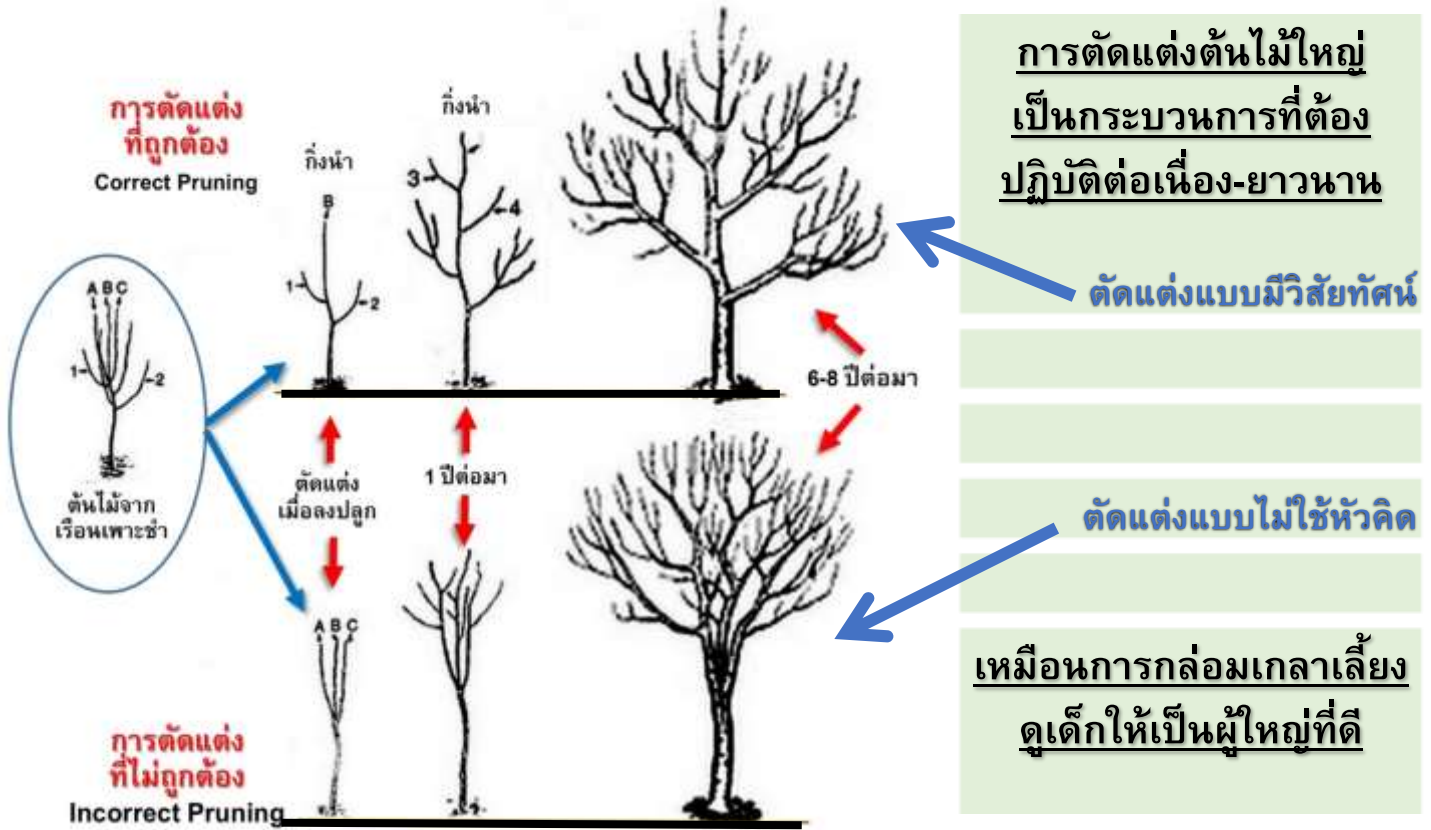 การตัดแต่ง
ที่ถูกต้อง
Correct Pruning
กิ่งนำ
B
1
2
กิ่งนำ
3
4
A B C
1
2
ต้นไม้จาก
เรือนเพาะชำ
ตัดแต่ง
เมื่อลงปลูก
1 ปีต่อมา
6-8 ปีต่อมา
A B C
การตัดแต่ง
ที่ไม่ถูกต้อง
Incorrect Pruning
การตัดแต่งต้นไม้ใหญ่
เป็นกระบวนการที่ต้อง
ปฏิบัติต่อเนื่อง-ยาวนาน
ตัดแต่งแบบมีวิสัยทัศน์
ตัดแต่งแบบไม่ใช้หัวคิด
เหมือนการกล่อมเกลาเลี้ยง
ดูเด็กให้เป็นผู้ใหญ่ที่ดี